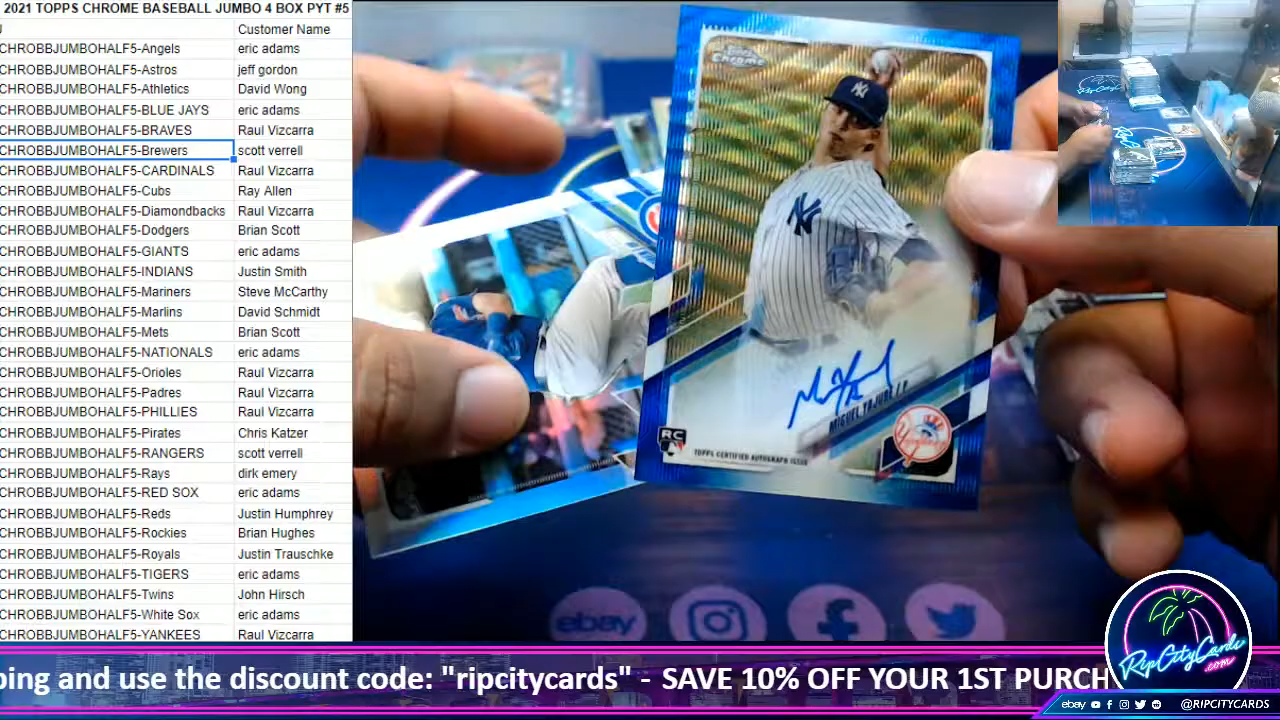 2021 TOPPS CHROME BASEBALL JUMBO 4 BOX PYT #5
Customer Name
CHROBBJUMBOHALF5-Angels eric adams
CHROBBJUMBOHALF5-Astros jeff gordon
CHROBBJUMBOHALF5-Athletics David Wong
CHROBBJUMBOHALF5-BLUE JAYS eric adams
CHROBBJUMBOHALF5-BRAVES Raul Vizcarra
CHROBBJUMBOHALF5-Brewers scott verrell
CHROBBJUMBOHALF5-CARDINALS Raul Vizcarra
CHROBBJUMBOHALF5-Cubs Ray Allen
CHROBBJUMBOHALF5-Diamondbacks Raul Vizcarra
CHROBBJUMBOHALF5-Dodgers Brian Scott
CHROBBJUMBOHALF5-GIANTS eric adams
CHROBBJUMBOHALF5-INDIANS Justin Smith
CHROBBJUMBOHALF5-Mariners Steve McCarthy
CHROBBJUMBOHALF5-Marlins David Schmidt
CHROBBJUMBOHALF5-Mets Brian Scott
CHROBBJUMBOHALF5-NATIONALS eric adams
CHROBBJUMBOHALF5-Orioles Raul Vizcarra
CHROBBJUMBOHALF5-Padres Raul Vizcarra
CHROBBJUMBOHALF5-PHILLIES Raul Vizcarra
CHROBBJUMBOHALF5-Pirates Chris Katzer
CHROBBJUMBOHALF5-RANGERS scott verrell
CHROBBJUMBOHALF5-Rays dirk emery
CHROBBJUMBOHALF5-RED SOX eric adams
CHROBBJUMBOHALF5-Reds Justin Humphrey
CHROBBJUMBOHALF5-Rockies Brian Hughes
CHROBBJUMBOHALF5-Royals Justin Trauschke
CHROBBJUMBOHALF5-TIGERS eric adams
CHROBBJUMBOHALF5-Twins John Hirsch
CHROBBJUMBOHALF5-White Sox eric adams
CHROBBJUMBOHALF5-YANKEES Raul Vizcarra
Topps
Chrome
NY
NY
MIGUEL YAJURE
RC
TOPPS CERTIFIED AUTOGRAPH ISSUE
ebay
ping and use the discount code: "ripcitycards" - SAVE 10% OFF YOUR 1ST PURCH
RipCityCards
.com
ebay @RIPCITYCARDS